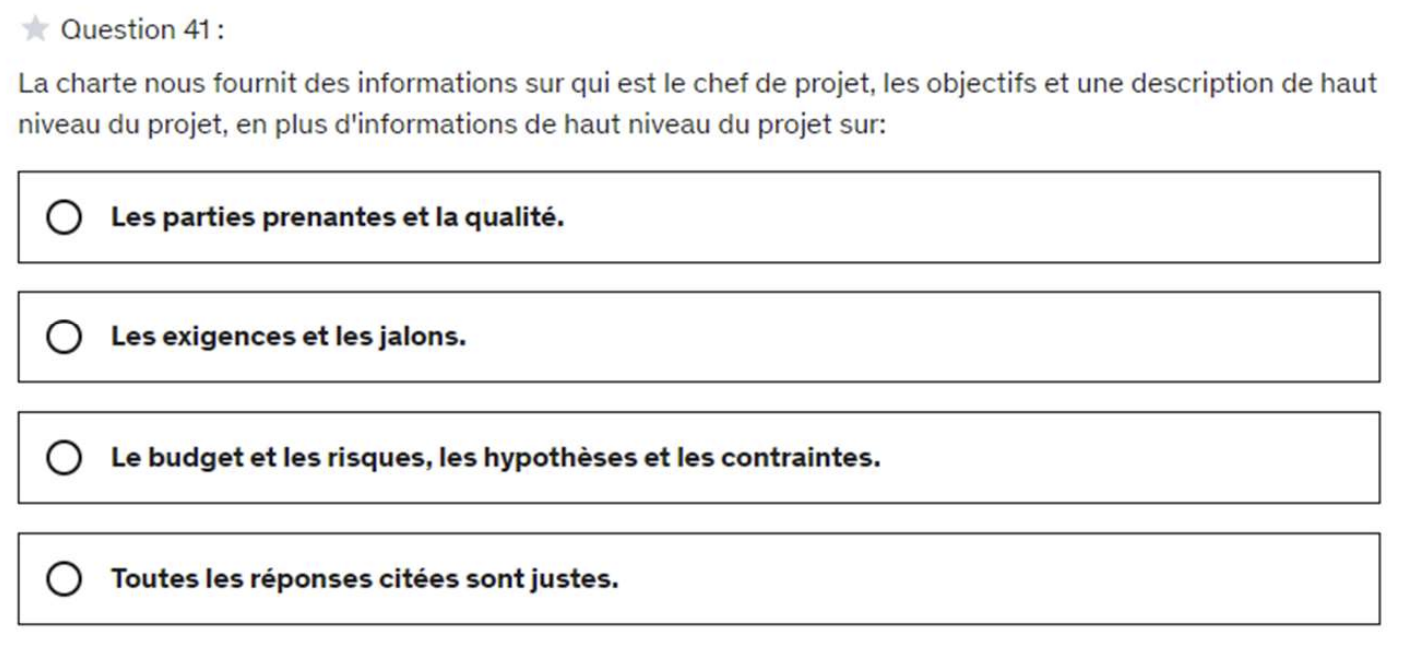 Question 41 :
La charte nous fournit des informations sur qui est le chef de projet, les objectifs et une description de haut
niveau du projet, en plus d'informations de haut niveau du projet sur:
Les parties prenantes et la qualité.
Les exigences et les jalons.
Le budget et les risques, les hypothèses et les contraintes.
Toutes les réponses citées sont justes.